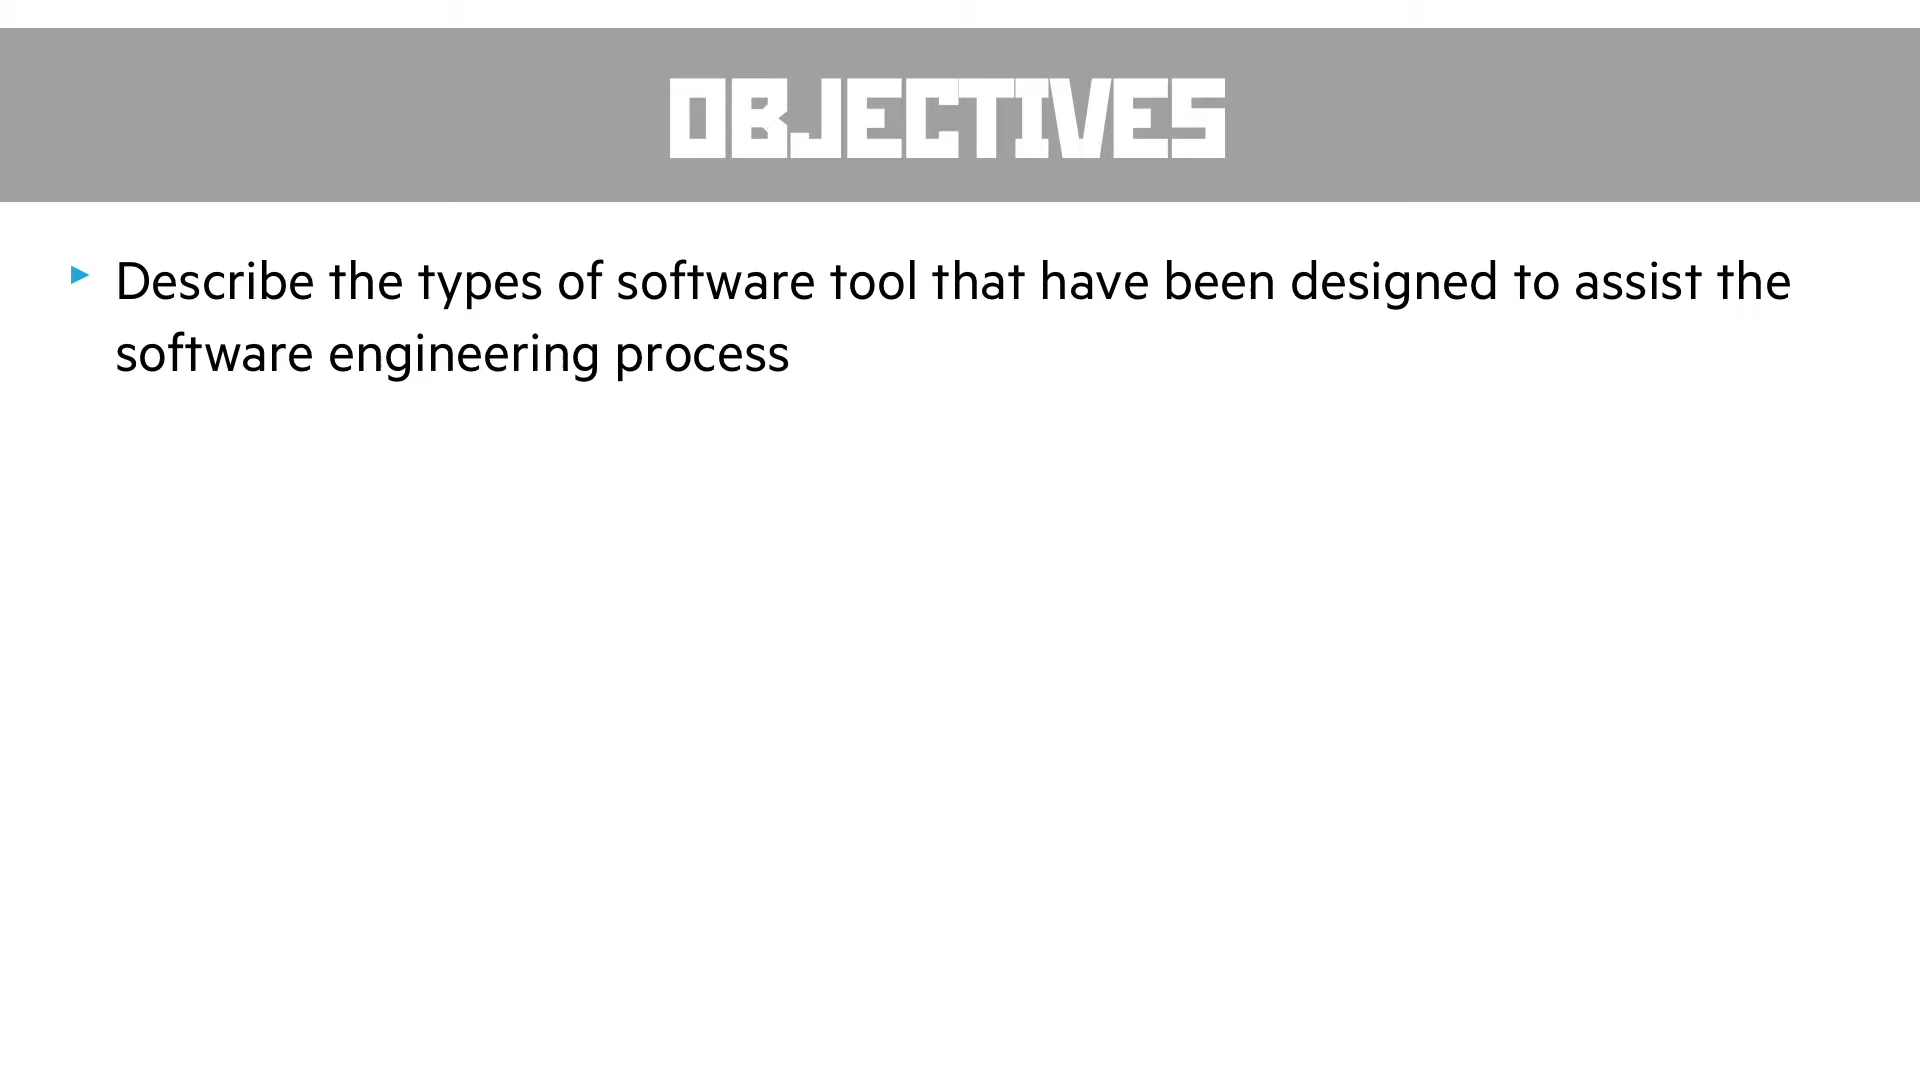 OBJECTIVES
Describe the types of software tool that have been designed to assist the
software engineering process